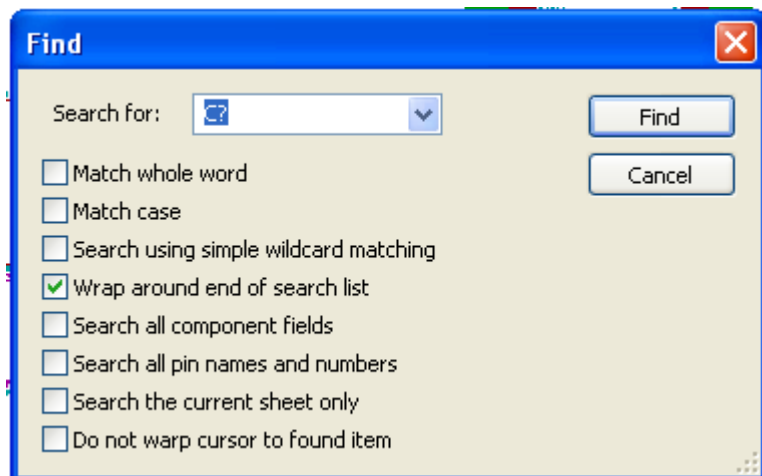 Find
Search for: C? Find
Match whole word Cancel
Match case
Search using simple wildcard matching
Wrap around end of search list
Search all component fields
Search all pin names and numbers
Search the current sheet only
Do not warp cursor to found item